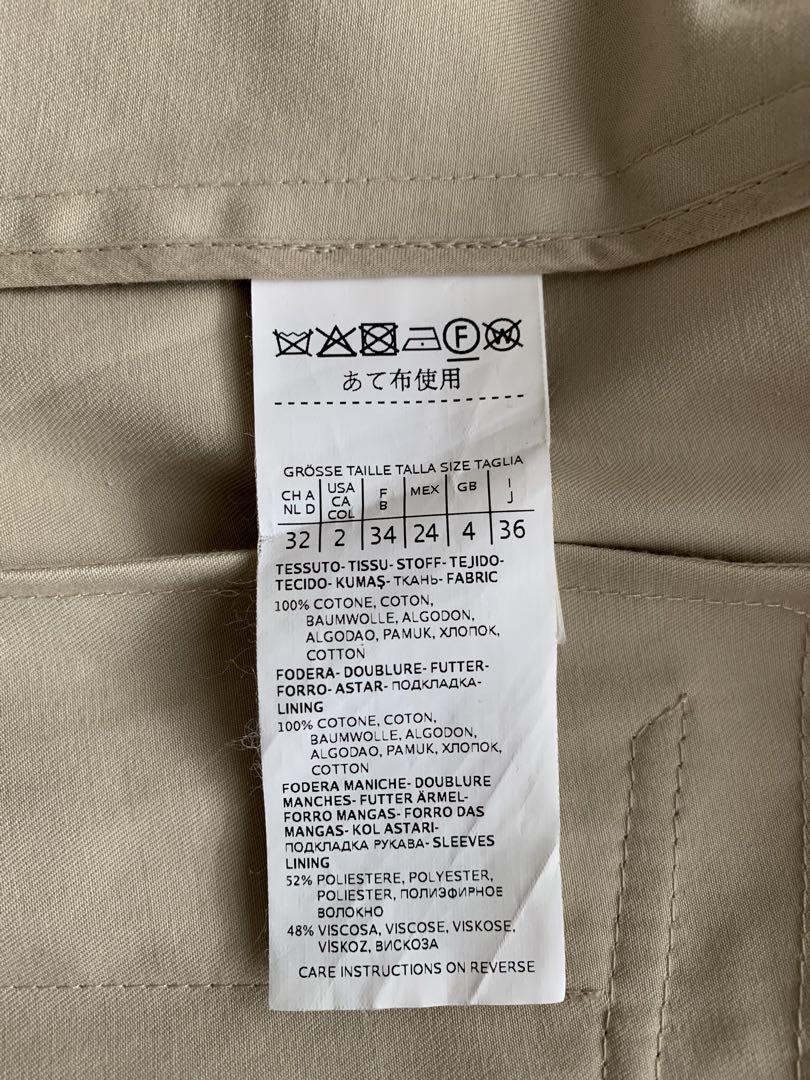 F W
あて布使用
GRÖSSE TAILLE TALLA SIZE TAGLIA
CH A NL D USA CA COL F B MEX GB I J
32 2 34 24 4 36
TESSUTO- TISSU- STOFF- TEJIDO-
TECIDO- KUMAŞ- ТКАНЬ- FABRIC
100% COTONE, COTON,
BAUMWOLLE, ALGODON,
ALGODAO, PAMUK, ХЛОПОК,
COTTON
FODERA- DOUBLURE- FUTTER-
FORRO- ASTAR- ПОДКЛАДКА-
LINING
100% COTONE, COTON,
BAUMWOLLE, ALGODON,
ALGODAO, PAMUK, ХЛОПОК,
COTTON
FODERA MANICHE- DOUBLURE
MANCHES- FUTTER ÄRMEL-
FORRO MANGAS- FORRO DAS
MANGAS- KOL ASTARI-
ПОДКЛАДКА РУКАВА- SLEEVES
LINING
52% POLIESTERE, POLYESTER,
POLIESTER, ПОЛИЭФИРНОЕ
ВОЛОКНО
48% VISCOSA, VISCOSE, VISKOSE,
VİSKOZ, ВИСКОЗА
CARE INSTRUCTIONS ON REVERSE